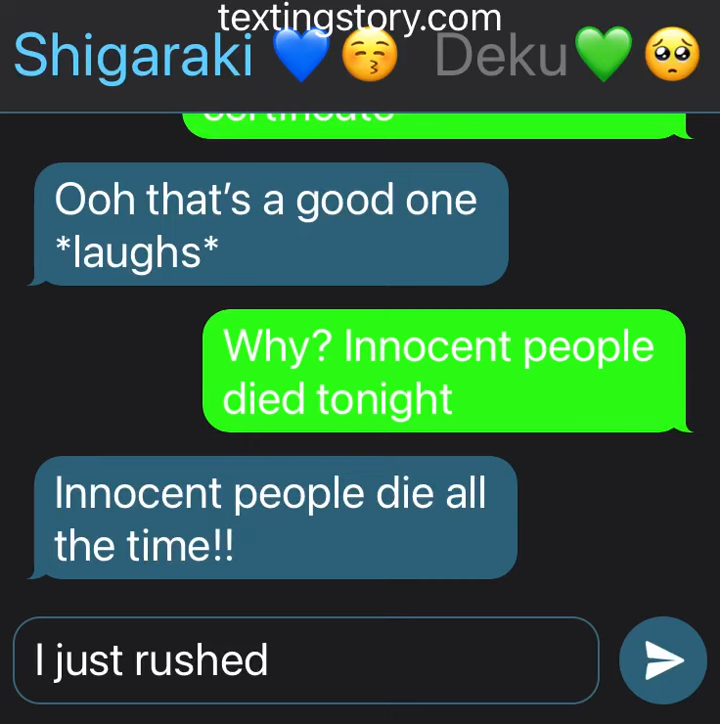 textingstory.com
Shigaraki 💙😚 Deku💚🥺
Ooh that's a good one
*laughs*
Why? Innocent people
died tonight
Innocent people die all
the time!!
I just rushed